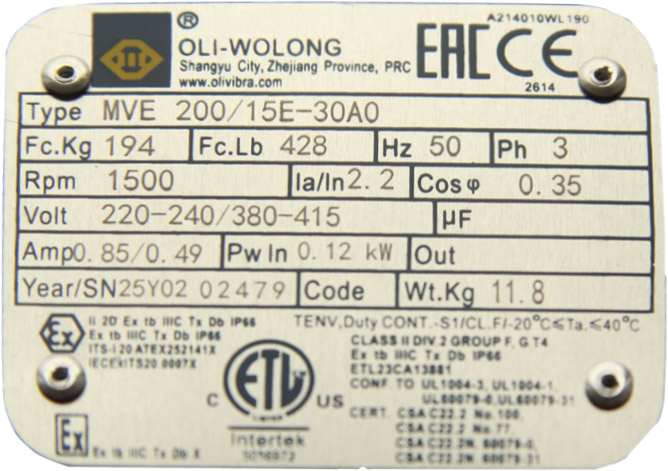 A214010WL190
®
OLI-WOLONG
Shangyu City, Zhejiang Province, PRC
www.olivibra.com
EAC CE
2614
Type MVE 200/15E-30A0
Fc.Kg 194 Fc.Lb 428 Hz 50 Ph 3
Rpm 1500 Ia/In 2.2 Cos φ 0.35
Volt 220-240/380-415 µF
Amp 0.85/0.49 Pw In 0.12 kW Out
Year/SN 25Y02 02479 Code Wt.Kg 11.8
Ex II 2D Ex tb IIIC Tx Db IP66
ITS-I 20 ATEX252141X
IECEx ITS20.0007X
TENV,Duty CONT.-S1/CL.F/-20°C≤Ta.≤40°C
CLASS II DIV.2 GROUP F, G T4
Ex tb IIIC Tx Db IP66
ETL23CA13881
CONF TO UL1004-3, UL1004-1,
UL60079-0, UL60079-31
C ETL US
LISTED
Intertek
CERT. CSA C22.2 No.100,
CSA C22.2 No.77,
CSA C22.2N. 60079-0,
CSA C22.2N. 60079-31
Ex Ex tb IIIC Tx Db X